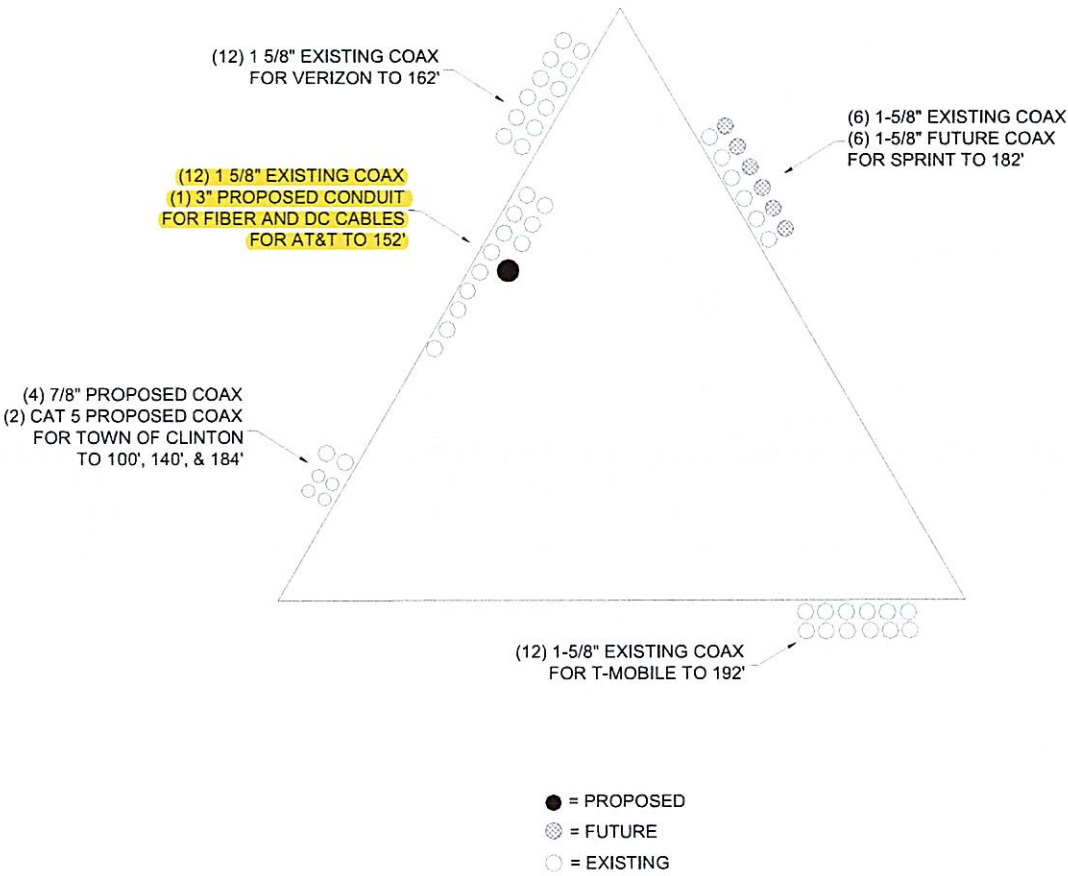 (12) 1 5/8" EXISTING COAX
FOR VERIZON TO 162'
(6) 1-5/8" EXISTING COAX
(6) 1-5/8" FUTURE COAX
FOR SPRINT TO 182'
(12) 1 5/8" EXISTING COAX
(1) 3" PROPOSED CONDUIT
FOR FIBER AND DC CABLES
FOR AT&T TO 152'
(4) 7/8" PROPOSED COAX
(2) CAT 5 PROPOSED COAX
FOR TOWN OF CLINTON
TO 100', 140', & 184'
(12) 1-5/8" EXISTING COAX
FOR T-MOBILE TO 192'
= PROPOSED
= FUTURE
= EXISTING